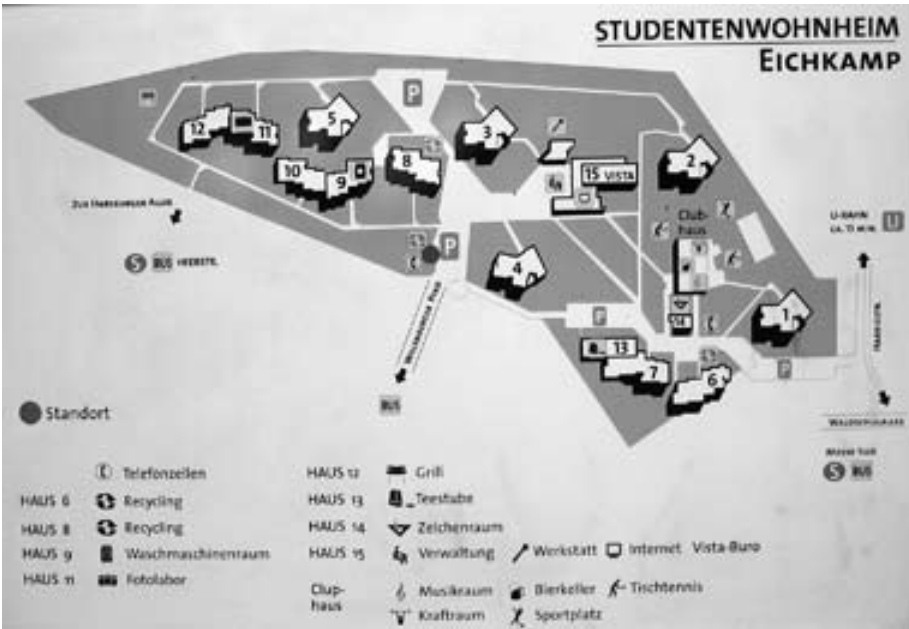 STUDENTENWOHNHEIM
EICHKAMP
P
12
11
5
3
10
9
8
15 VISTA
2
Club-
haus
U-BAHN
U
P
4
1
P
14
13
7
6
P
S BUS HEERSTR.
BUS
S BUS
Standort
Telefonzellen
HAUS 6 Recycling
HAUS 8 Recycling
HAUS 9 Waschmaschinenraum
HAUS 11 Fotolabor
HAUS 12 Grill
HAUS 13 Teestube
HAUS 14 Zeichenraum
HAUS 15 Verwaltung Werkstatt Internet Vista-Büro
Clup-
haus
Musikraum Bierkeller Tischtennis
Kraftraum Sportplatz